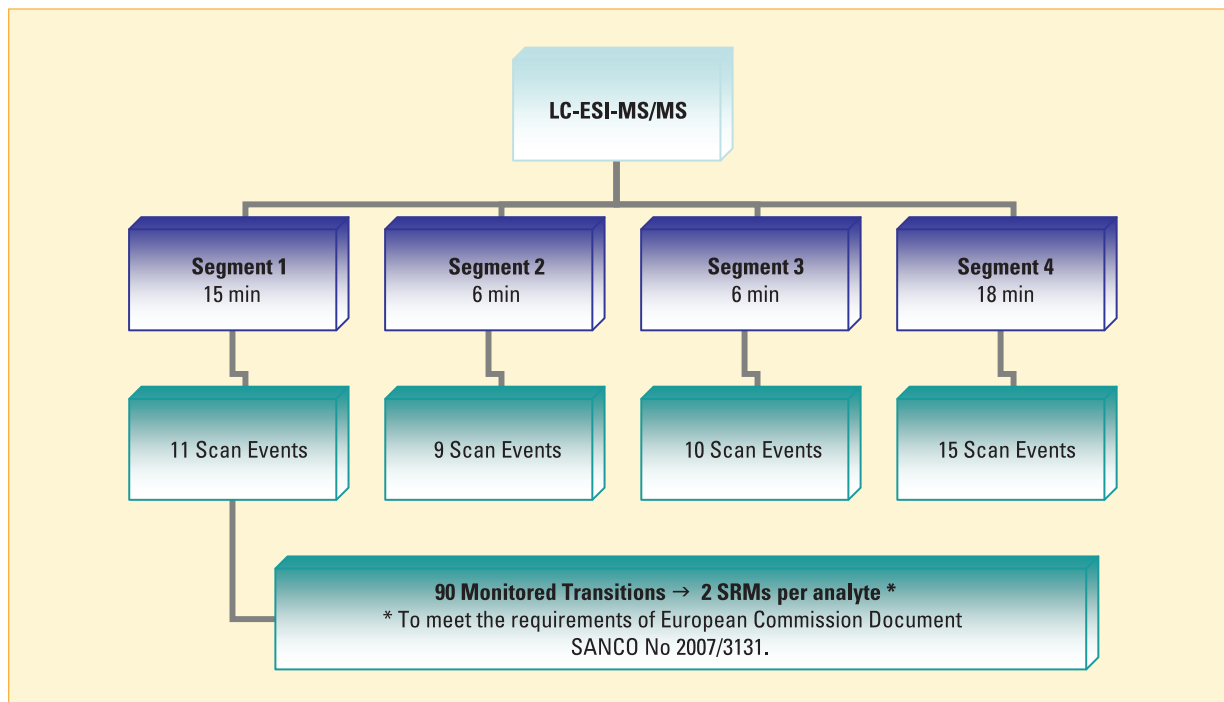 LC-ESI-MS/MS
Segment 1
15 min
Segment 2
6 min
Segment 3
6 min
Segment 4
18 min
11 Scan Events
9 Scan Events
10 Scan Events
15 Scan Events
90 Monitored Transitions → 2 SRMs per analyte *
* To meet the requirements of European Commission Document
SANCO No 2007/3131.